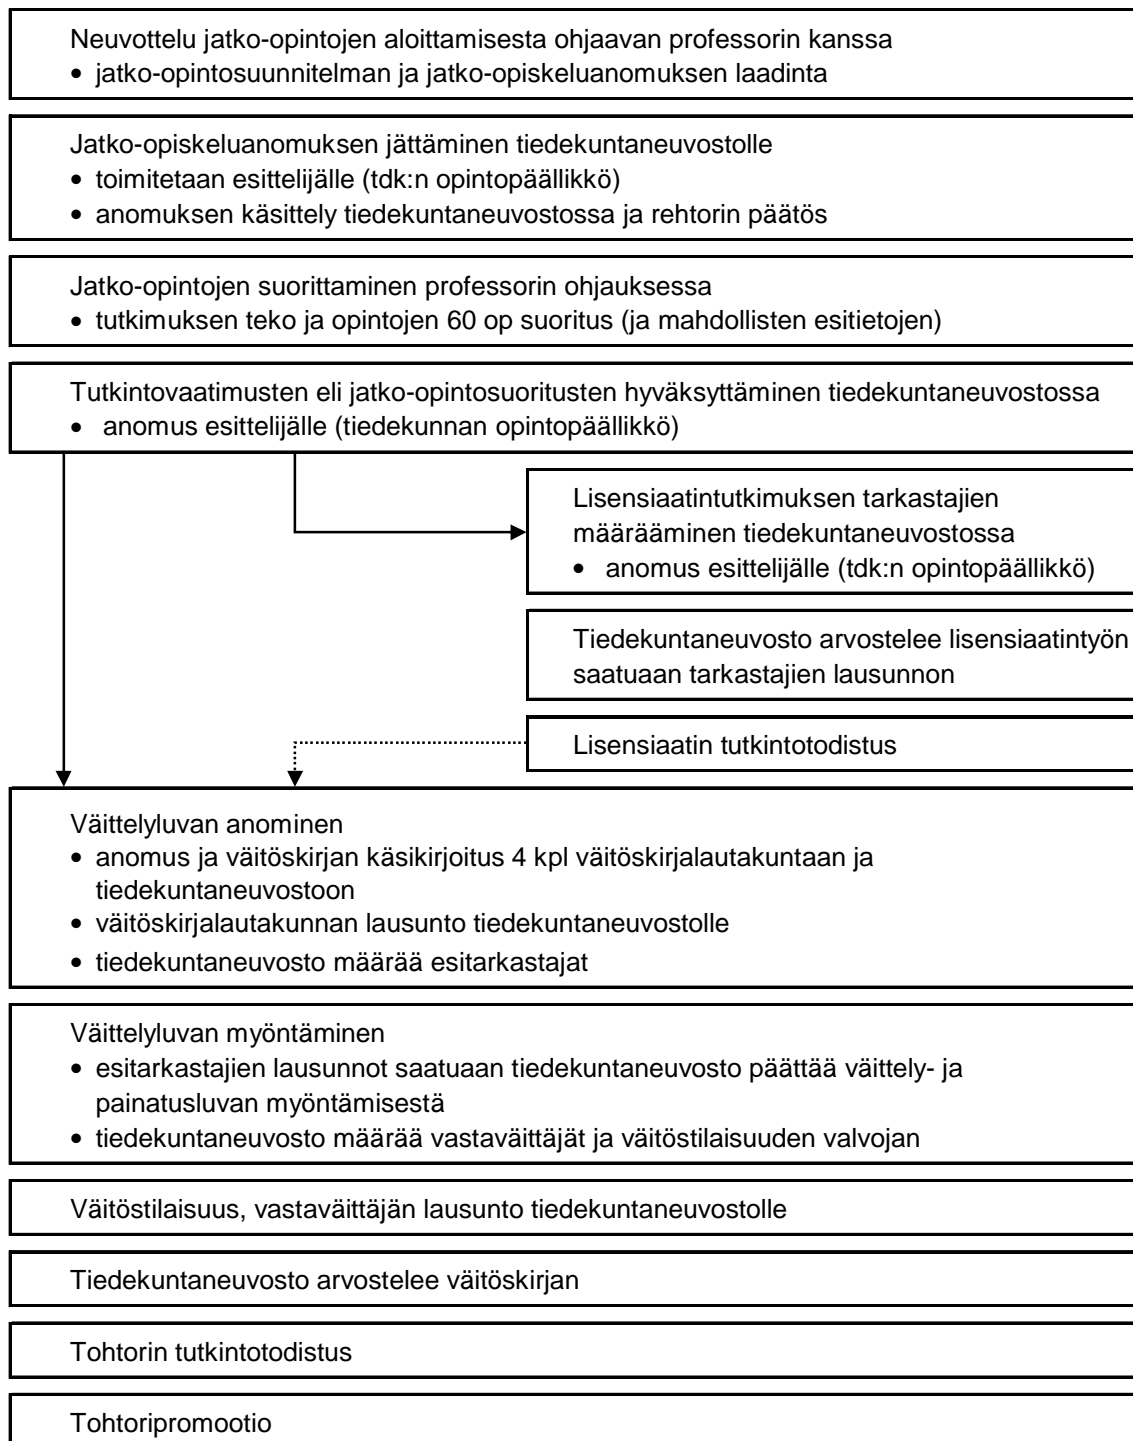 Neuvottelu jatko-opintojen aloittamisesta ohjaavan professorin kanssa
• jatko-opintosuunnitelman ja jatko-opiskeluanomuksen laadinta
Jatko-opiskeluanomuksen jättäminen tiedekuntaneuvostolle
• toimitetaan esittelijälle (tdk:n opintopäällikkö)
• anomuksen käsittely tiedekuntaneuvostossa ja rehtorin päätös
Jatko-opintojen suorittaminen professorin ohjauksessa
• tutkimuksen teko ja opintojen 60 op suoritus (ja mahdollisten esitietojen)
Tutkintovaatimusten eli jatko-opintosuoritusten hyväksyttäminen tiedekuntaneuvostossa
• anomus esittelijälle (tiedekunnan opintopäällikkö)
Lisensiaatintutkimuksen tarkastajien
määrääminen tiedekuntaneuvostossa
• anomus esittelijälle (tdk:n opintopäällikkö)
Tiedekuntaneuvosto arvostelee lisensiaatintyön
saatuaan tarkastajien lausunnon
Lisensiaatin tutkintotodistus
Väittelyluvan anominen
• anomus ja väitöskirjan käsikirjoitus 4 kpl väitöskirjalautakuntaan ja
tiedekuntaneuvostoon
• väitöskirjalautakunnan lausunto tiedekuntaneuvostolle
• tiedekuntaneuvosto määrää esitarkastajat
Väittelyluvan myöntäminen
• esitarkastajien lausunnot saatuaan tiedekuntaneuvosto päättää väittely- ja
painatusluvan myöntämisestä
• tiedekuntaneuvosto määrää vastaväittäjät ja väitöstilaisuuden valvojan
Väitöstilaisuus, vastaväittäjän lausunto tiedekuntaneuvostolle
Tiedekuntaneuvosto arvostelee väitöskirjan
Tohtorin tutkintotodistus
Tohtoripromootio